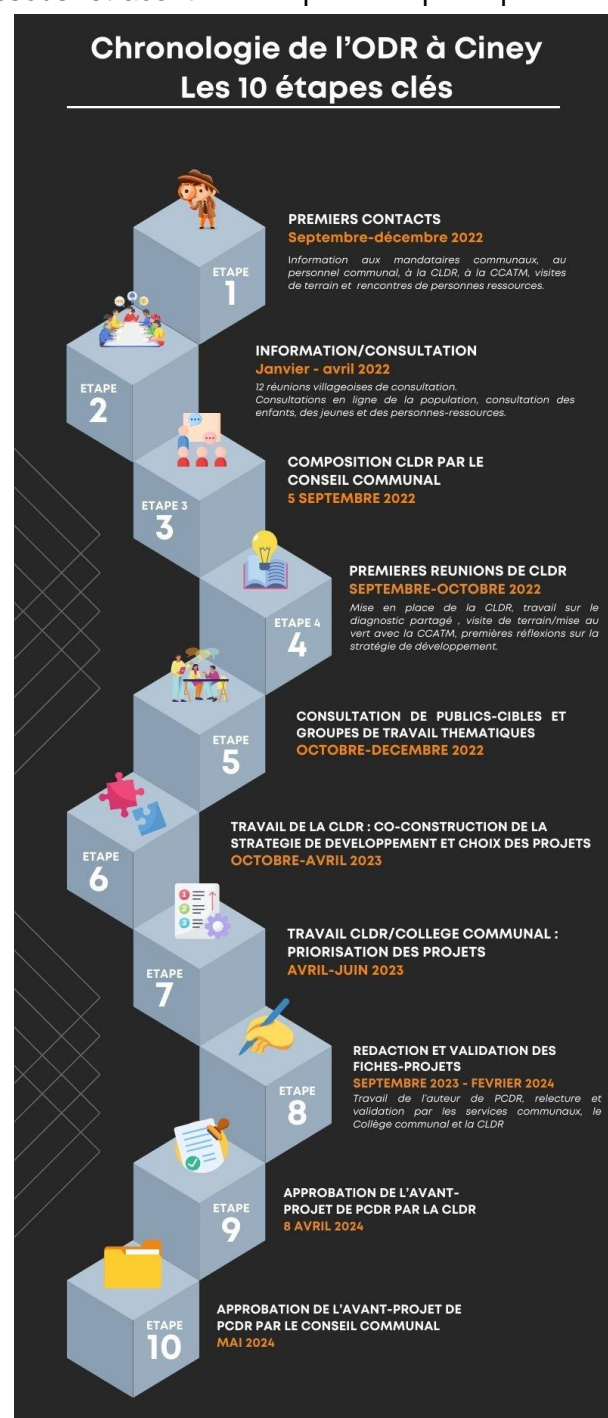 Chronologie de l'ODR à Ciney
Les 10 étapes clés
ETAPE
1
PREMIERS CONTACTS
Septembre-décembre 2022
Information aux mandataires communaux, au
personnel communal, à la CLDR, à la CCATM, visites
de terrain et rencontres de personnes ressources.
ETAPE
2
INFORMATION/CONSULTATION
Janvier - avril 2022
12 réunions villageoises de consultation.
Consultations en ligne de la population, consultation des
enfants, des jeunes et des personnes-ressources.
ETAPE 3
3
COMPOSITION CLDR PAR LE
CONSEIL COMMUNAL
5 SEPTEMBRE 2022
ETAPE 4
4
PREMIERES REUNIONS DE CLDR
SEPTEMBRE-OCTOBRE 2022
Mise en place de la CLDR, travail sur le
diagnostic partagé , visite de terrain/mise au
vert avec la CCATM, premières réflexions sur la
stratégie de développement.
ETAPE
5
CONSULTATION DE PUBLICS-CIBLES ET
GROUPES DE TRAVAIL THEMATIQUES
OCTOBRE-DECEMBRE 2022
ETAPE
6
TRAVAIL DE LA CLDR : CO-CONSTRUCTION DE LA
STRATEGIE DE DEVELOPPEMENT ET CHOIX DES PROJETS
OCTOBRE-AVRIL 2023
ETAPE
7
TRAVAIL CLDR/COLLEGE COMMUNAL :
PRIORISATION DES PROJETS
AVRIL-JUIN 2023
1
2
3
ETAPE
8
REDACTION ET VALIDATION DES
FICHES-PROJETS
SEPTEMBRE 2023 - FEVRIER 2024
Travail de l'auteur de PCDR, relecture et
validation par les services communaux, le
Collège communal et la CLDR
ETAPE
9
APPROBATION DE L'AVANT-
PROJET DE PCDR PAR LA CLDR
8 AVRIL 2024
ETAPE
10
APPROBATION DE L'AVANT-PROJET DE
PCDR PAR LE CONSEIL COMMUNAL
MAI 2024